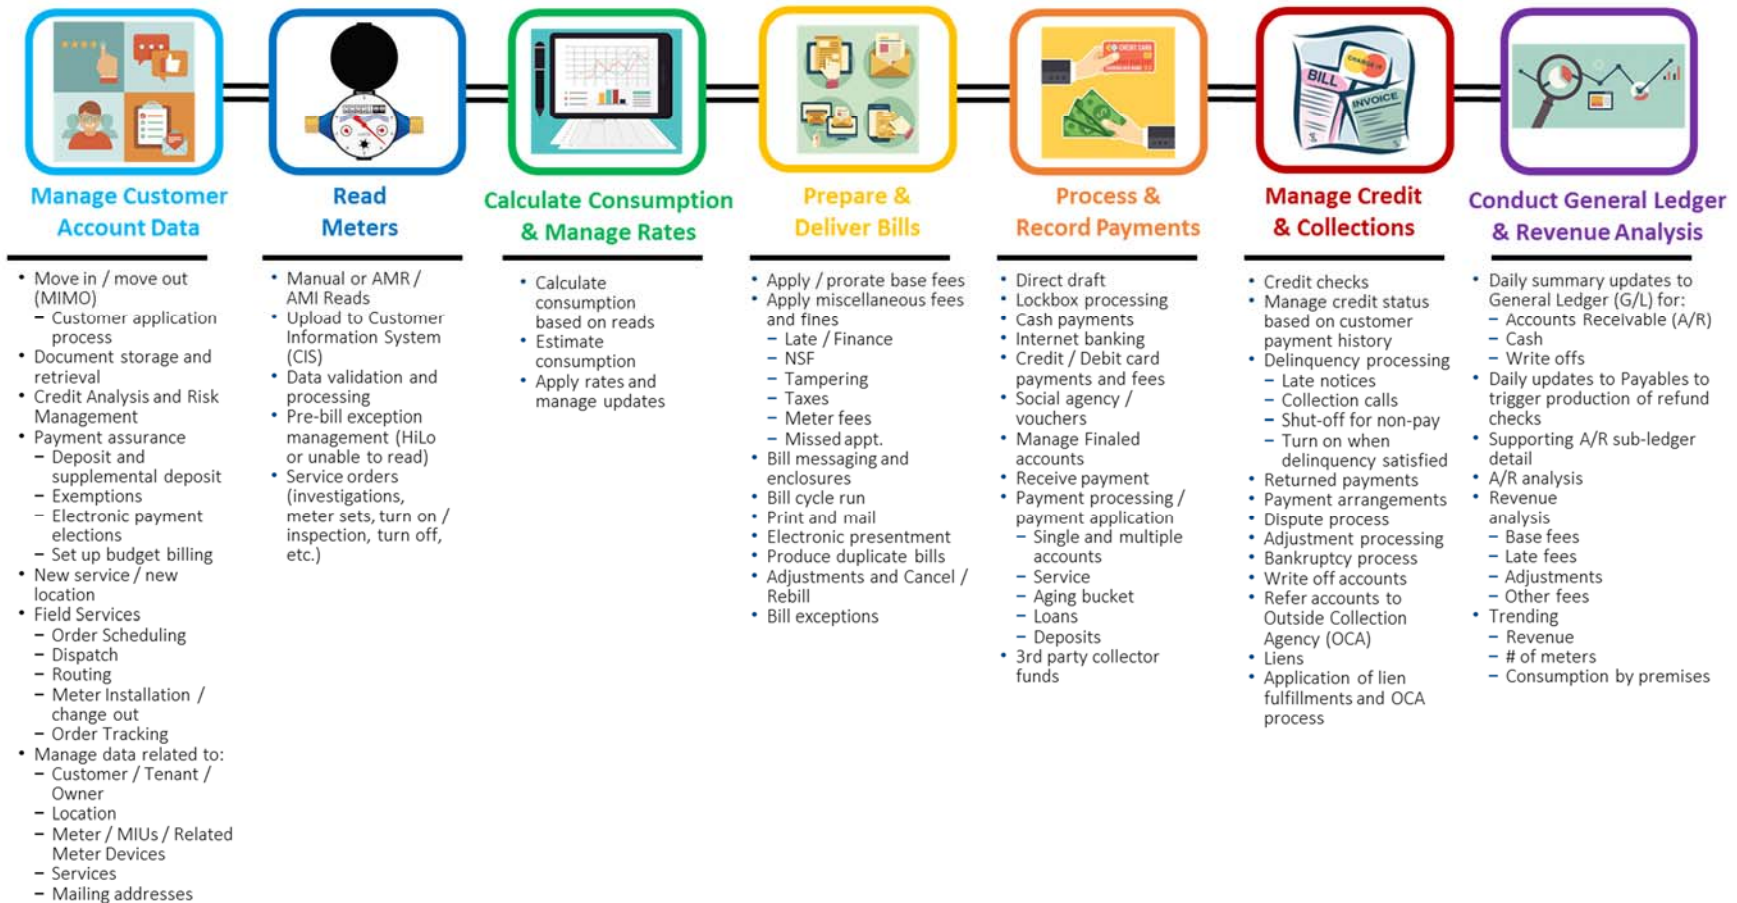 Manage Customer
Account Data
• Move in / move out
(MIMO)
– Customer application
process
• Document storage and
retrieval
• Credit Analysis and Risk
Management
• Payment assurance
– Deposit and
supplemental deposit
– Exemptions
– Electronic payment
elections
– Set up budget billing
• New service / new
location
• Field Services
– Order Scheduling
– Dispatch
– Routing
– Meter Installation /
change out
– Order Tracking
• Manage data related to:
– Customer / Tenant /
Owner
– Location
– Meter / MIUs / Related
Meter Devices
– Services
– Mailing addresses
Read
Meters
• Manual or AMR /
AMI Reads
• Upload to Customer
Information System
(CIS)
• Data validation and
processing
• Pre-bill exception
management (HiLo
or unable to read)
• Service orders
(investigations,
meter sets, turn on /
inspection, turn off,
etc.)
Calculate Consumption
& Manage Rates
• Calculate
consumption
based on reads
• Estimate
consumption
• Apply rates and
manage updates
Prepare &
Deliver Bills
• Apply / prorate base fees
• Apply miscellaneous fees
and fines
– Late / Finance
– NSF
– Tampering
– Taxes
– Meter fees
– Missed appt.
• Bill messaging and
enclosures
• Bill cycle run
• Print and mail
• Electronic presentment
• Produce duplicate bills
• Adjustments and Cancel /
Rebill
• Bill exceptions
CREDIT CARD
Process &
Record Payments
• Direct draft
• Lockbox processing
• Cash payments
• Internet banking
• Credit / Debit card
payments and fees
• Social agency /
vouchers
• Manage Finaled
accounts
• Receive payment
• Payment processing /
payment application
– Single and multiple
accounts
– Service
– Aging bucket
– Loans
– Deposits
• 3rd party collector
funds
BILL
CHARGE IT
INVOICE
Manage Credit
& Collections
• Credit checks
• Manage credit status
based on customer
payment history
• Delinquency processing
– Late notices
– Collection calls
– Shut-off for non-pay
– Turn on when
delinquency satisfied
• Returned payments
• Payment arrangements
• Dispute process
• Adjustment processing
• Bankruptcy process
• Write off accounts
• Refer accounts to
Outside Collection
Agency (OCA)
• Liens
• Application of lien
fulfillments and OCA
process
Conduct General Ledger
& Revenue Analysis
• Daily summary updates to
General Ledger (G/L) for:
– Accounts Receivable (A/R)
– Cash
– Write offs
• Daily updates to Payables to
trigger production of refund
checks
• Supporting A/R sub-ledger
detail
• A/R analysis
• Revenue
analysis
– Base fees
– Late fees
– Adjustments
– Other fees
• Trending
– Revenue
– # of meters
– Consumption by premises